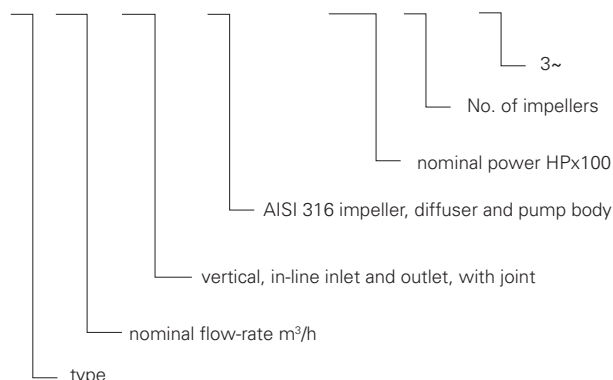 3~
No. of impellers
nominal power HPx100
AISI 316 impeller, diffuser and pump body
vertical, in-line inlet and outlet, with joint
nominal flow-rate m³/h
type